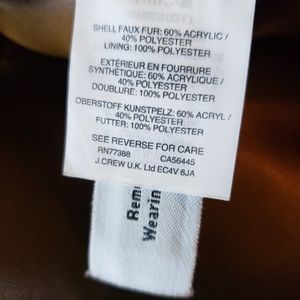 SHELL FAUX FUR: 60% ACRYLIC /
40% POLYESTER
LINING: 100% POLYESTER
EXTÉRIEUR EN FOURRURE
SYNTHÉTIQUE: 60% ACRYLIQUE /
40% POLYESTER
DOUBLURE: 100% POLYESTER
OBERSTOFF KUNSTPELZ: 60% ACRYL /
40% POLYESTER
FUTTER: 100% POLYESTER
SEE REVERSE FOR CARE
RN77388 CA56445
J.CREW U.K. Ltd EC4V 6JA
Wearin